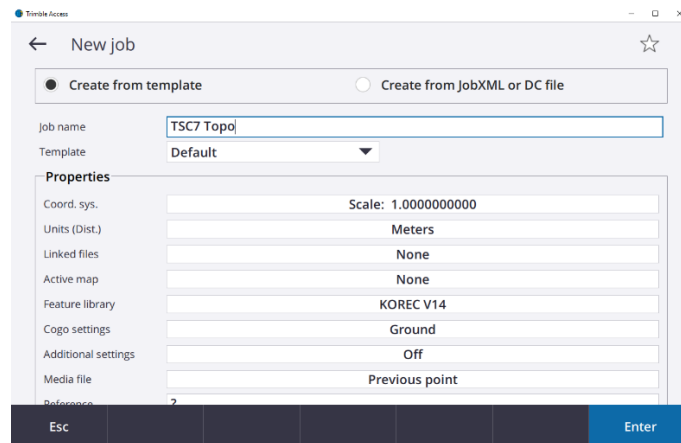 Trimble Access
New job
Create from template
Create from JobXML or DC file
Job name TSC7 Topo
Template Default
Properties
Coord. sys. Scale: 1.0000000000
Units (Dist.) Meters
Linked files None
Active map None
Feature library KOREC V14
Cogo settings Ground
Additional settings Off
Media file Previous point
Reference ?
Esc Enter